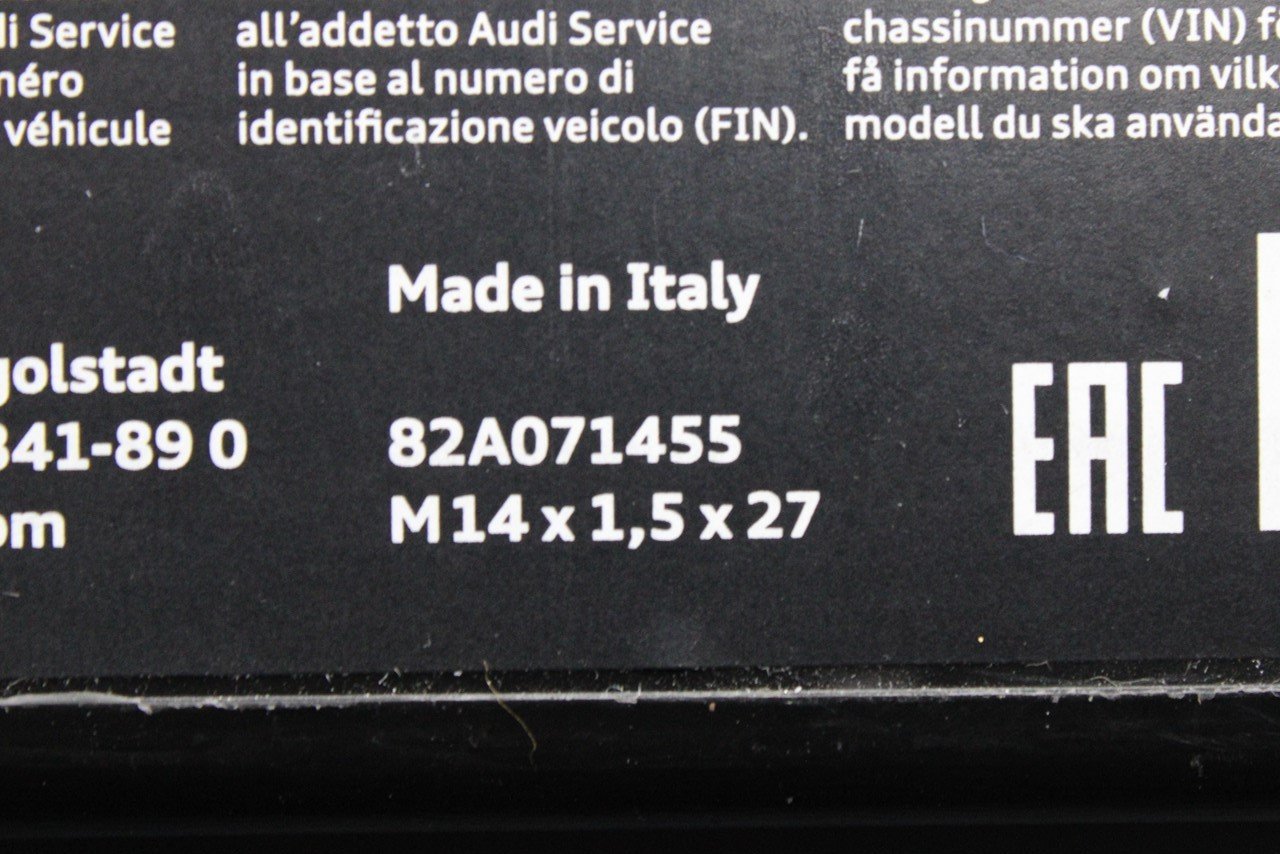 di Service
néro
véhicule
all'addetto Audi Service
in base al numero di
identificazione veicolo (FIN).
chassinummer (VIN) f
få information om vilk
modell du ska använda
Made in Italy
golstadt
841-89 0
om
82A071455
M14 x 1,5 x 27
EAC